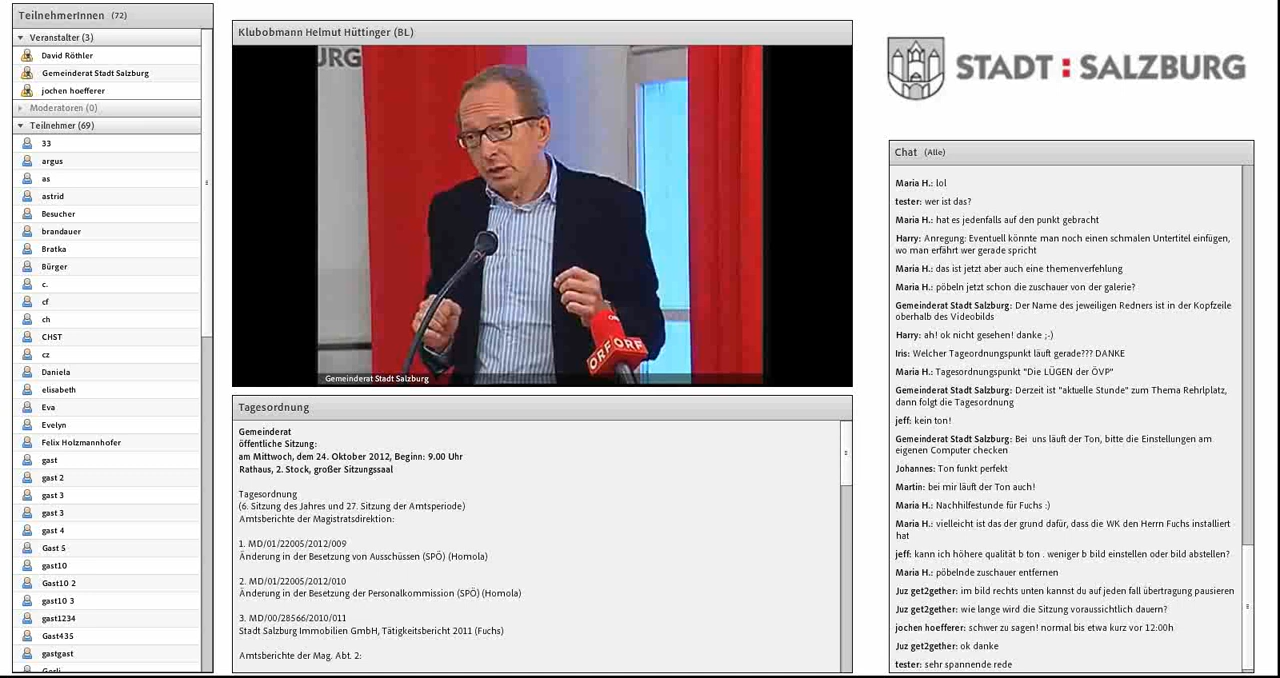 TeilnehmerInnen (72)
Veranstalter (3)
David Röthler
Gemeinderat Stadt Salzburg
jochen hoefferer
Moderatoren (0)
Teilnehmer (69)
33
argus
as
astrid
Besucher
brandauer
Bratka
Bürger
c.
cf
ch
CHST
cz
Daniela
elisabeth
Eva
Evelyn
Felix Holzmannhofer
gast
gast 2
gast 3
gast 3
gast 4
Gast 5
gast10
Gast10 2
gast10 3
gast1234
Gast435
gastgast
Klubobmann Helmut Hüttinger (BL)
URG
ORF ORF
Gemeinderat Stadt Salzburg
Tagesordnung
Gemeinderat
öffentliche Sitzung:
am Mittwoch, dem 24. Oktober 2012, Beginn: 9.00 Uhr
Rathaus, 2. Stock, großer Sitzungssaal
Tagesordnung
(6. Sitzung des Jahres und 27. Sitzung der Amtsperiode)
Amtsberichte der Magistratsdirektion:
1. MD/01/22005/2012/009
Änderung in der Besetzung von Ausschüssen (SPÖ) (Homola)
2. MD/01/22005/2012/010
Änderung in der Besetzung der Personalkommission (SPÖ) (Homola)
3. MD/00/28566/2010/011
Stadt Salzburg Immobilien GmbH, Tätigkeitsbericht 2011 (Fuchs)
Amtsberichte der Mag. Abt. 2:
STADT : SALZBURG
Chat (Alle)
Maria H.: lol
tester: wer ist das?
Maria H.: hat es jedenfalls auf den punkt gebracht
Harry: Anregung: Eventuell könnte man noch einen schmalen Untertitel einfügen,
wo man erfährt wer gerade spricht
Maria H.: das ist jetzt aber auch eine themenverfehlung
Maria H.: pöbeln jetzt schon die zuschauer von der galerie?
Gemeinderat Stadt Salzburg: Der Name des jeweiligen Redners ist in der Kopfzeile
oberhalb des Videobilds
Harry: ah! ok nicht gesehen! danke ;-)
Iris: Welcher Tageordnungspunkt läuft gerade??? DANKE
Maria H.: Tagesordnungspunkt "Die LÜGEN der ÖVP"
Gemeinderat Stadt Salzburg: Derzeit ist "aktuelle Stunde" zum Thema Rehrlplatz,
dann folgt die Tagesordnung
jeff: kein ton!
Gemeinderat Stadt Salzburg: Bei uns läuft der Ton, bitte die Einstellungen am
eigenen Computer checken
Johannes: Ton funkt perfekt
Martin: bei mir läuft der Ton auch!
Maria H.: Nachhilfestunde für Fuchs :)
Maria H.: vielleicht ist das der grund dafür, dass die WK den Herrn Fuchs installiert
hat
jeff: kann ich höhere qualität b ton . weniger b bild einstellen oder bild abstellen?
Maria H.: pöbelnde zuschauer entfernen
Juz get2gether: im bild rechts unten kannst du auf jeden fall übertragung pausieren
Juz get2gether: wie lange wird die Sitzung voraussichtlich dauern?
jochen hoefferer: schwer zu sagen! normal bis etwa kurz vor 12:00h
Juz get2gether: ok danke
tester: sehr spannende rede